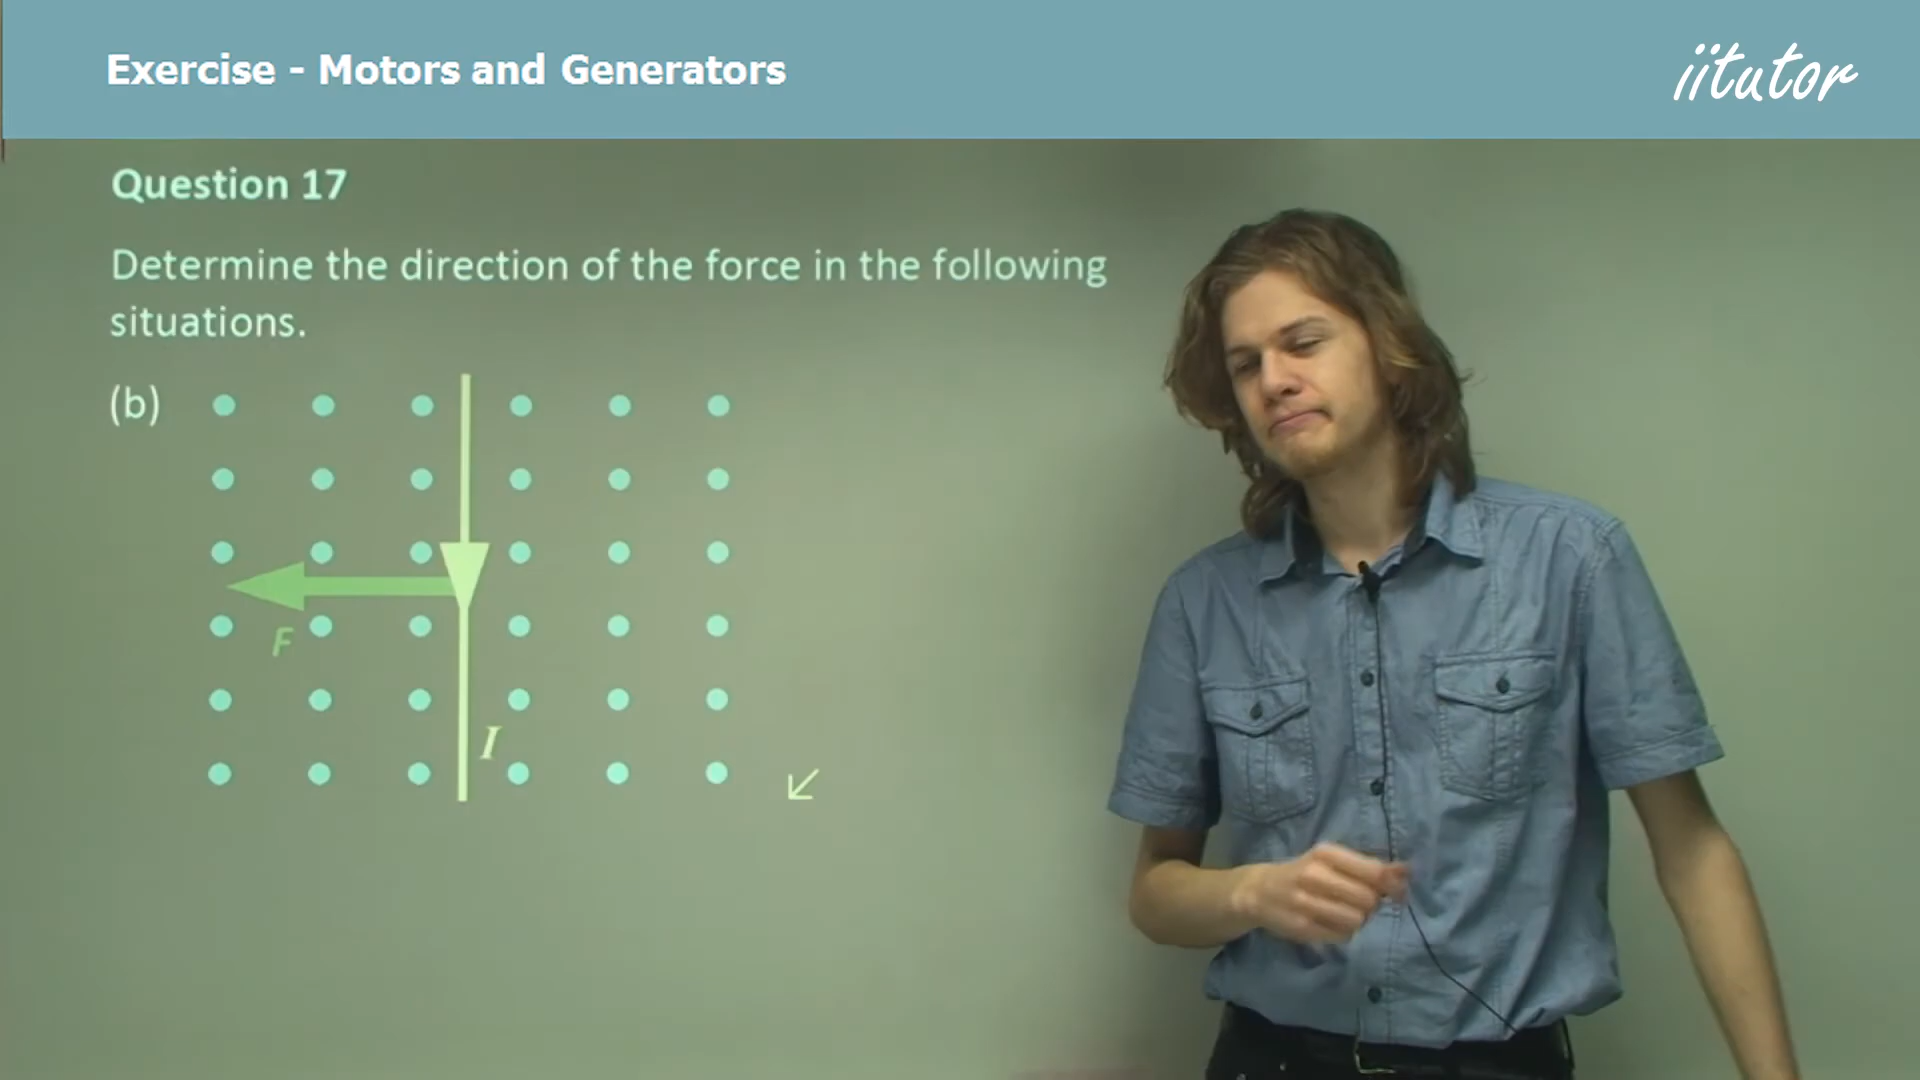 Exercise - Motors and Generators
iitutor
Question 17
Determine the direction of the force in the following
situations.
(b)
F
I